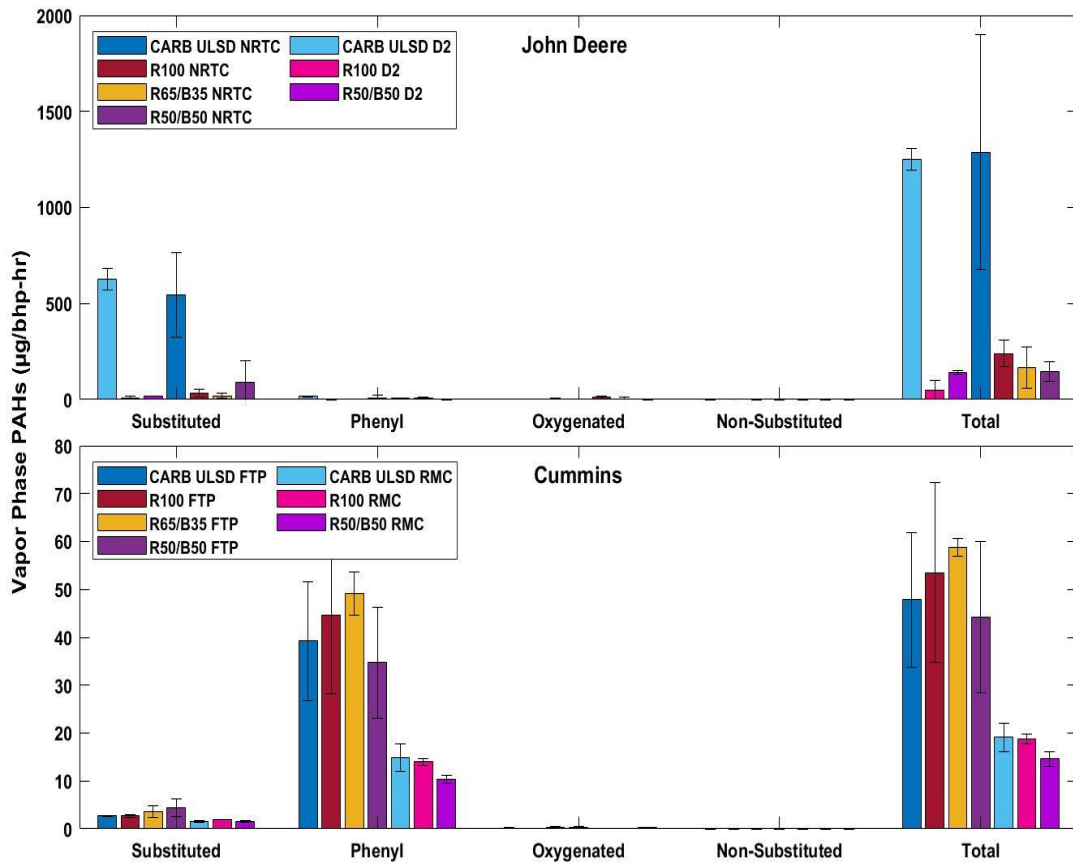 Vapor Phase PAHs (µg/bhp-hr)
2000
1500
1000
500
0
John Deere
CARB ULSD NRTC
CARB ULSD D2
R100 NRTC
R100 D2
R65/B35 NRTC
R50/B50 D2
R50/B50 NRTC
Substituted
Phenyl
Oxygenated
Non-Substituted
Total
80
70
60
50
40
30
20
10
0
Cummins
CARB ULSD FTP
CARB ULSD RMC
R100 FTP
R100 RMC
R65/B35 FTP
R50/B50 RMC
R50/B50 FTP
Substituted
Phenyl
Oxygenated
Non-Substituted
Total